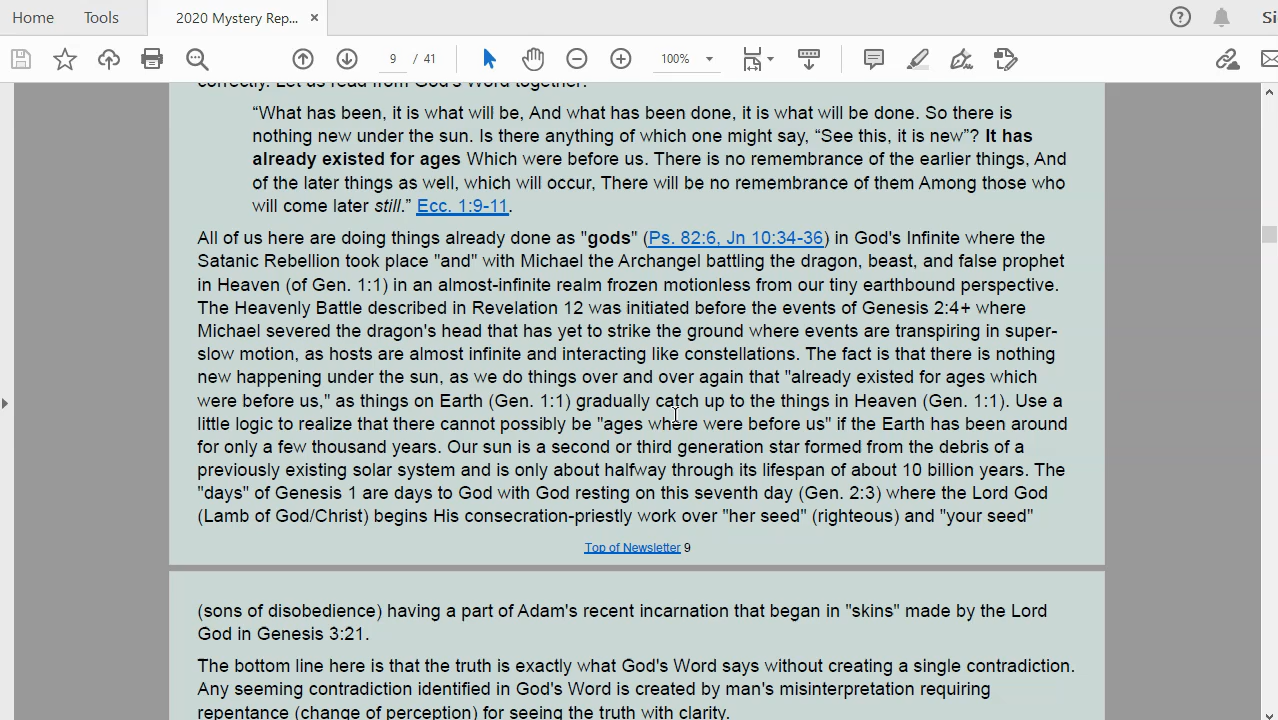 Home Tools 2020 Mystery Rep... ×
9 / 41 100%
correctly. Let us read from God's Word together:
“What has been, it is what will be, And what has been done, it is what will be done. So there is
nothing new under the sun. Is there anything of which one might say, “See this, it is new”? It has
already existed for ages Which were before us. There is no remembrance of the earlier things, And
of the later things as well, which will occur, There will be no remembrance of them Among those who
will come later still.” Ecc. 1:9-11.
All of us here are doing things already done as "gods" (Ps. 82:6, Jn 10:34-36) in God's Infinite where the
Satanic Rebellion took place "and" with Michael the Archangel battling the dragon, beast, and false prophet
in Heaven (of Gen. 1:1) in an almost-infinite realm frozen motionless from our tiny earthbound perspective.
The Heavenly Battle described in Revelation 12 was initiated before the events of Genesis 2:4+ where
Michael severed the dragon's head that has yet to strike the ground where events are transpiring in super-
slow motion, as hosts are almost infinite and interacting like constellations. The fact is that there is nothing
new happening under the sun, as we do things over and over again that "already existed for ages which
were before us," as things on Earth (Gen. 1:1) gradually catch up to the things in Heaven (Gen. 1:1). Use a
little logic to realize that there cannot possibly be "ages where were before us" if the Earth has been around
for only a few thousand years. Our sun is a second or third generation star formed from the debris of a
previously existing solar system and is only about halfway through its lifespan of about 10 billion years. The
"days" of Genesis 1 are days to God with God resting on this seventh day (Gen. 2:3) where the Lord God
(Lamb of God/Christ) begins His consecration-priestly work over "her seed" (righteous) and "your seed"
Top of Newsletter 9
(sons of disobedience) having a part of Adam's recent incarnation that began in "skins" made by the Lord
God in Genesis 3:21.
The bottom line here is that the truth is exactly what God's Word says without creating a single contradiction.
Any seeming contradiction identified in God's Word is created by man's misinterpretation requiring
repentance (change of perception) for seeing the truth with clarity.